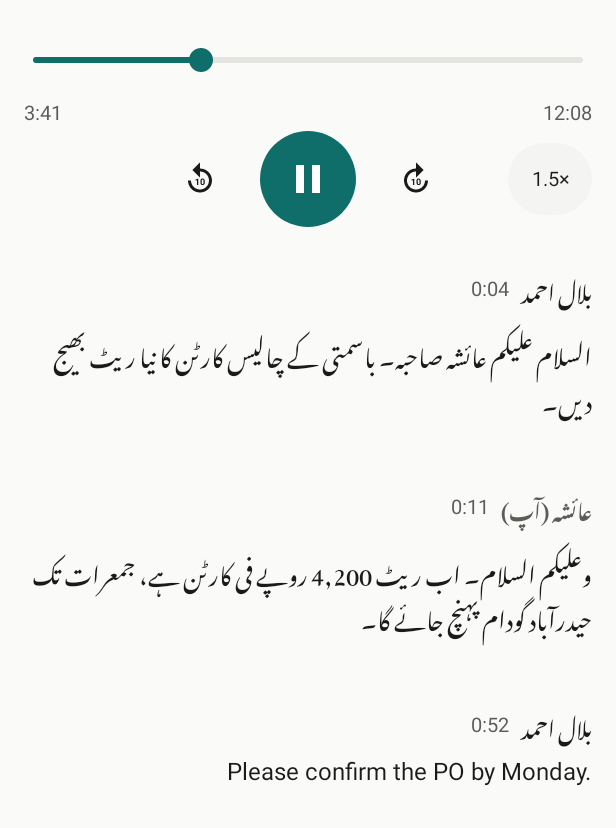 3:41 12:08
10 10 1.5×
بلال احمد 0:04
السلام علیکم عائشہ صاحبہ۔ باسمتی کے چالیس کارٹن کا نیا ریٹ بھیج
دیں۔
عائشہ (آپ) 0:11
وعلیکم السلام۔ اب ریٹ 4,200 روپے فی کارٹن ہے، جمعرات تک
حیدرآباد گودام پہنچ جائے گا۔
بلال احمد 0:52
Please confirm the PO by Monday.